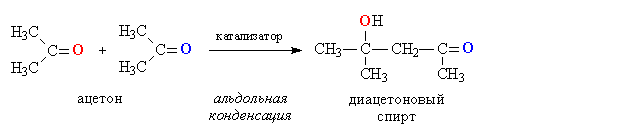 OH
H₃C H₃C
C=O + C=O катализатор CH₃—C—CH₂—C=O
H₃C H₃C CH₃ CH₃
ацетон альдольная диацетоновый
конденсация спирт